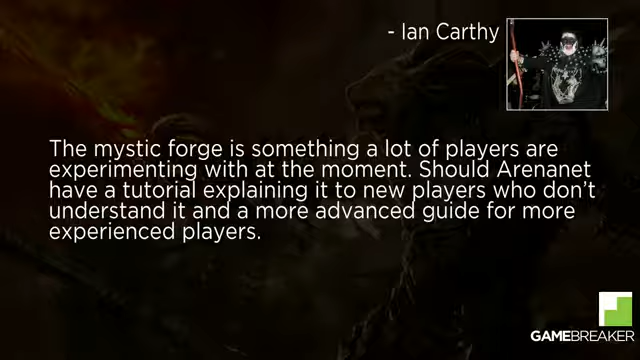 - Ian Carthy
The mystic forge is something a lot of players are
experimenting with at the moment. Should Arenanet
have a tutorial explaining it to new players who don't
understand it and a more advanced guide for more
experienced players.
GAMEBREAKER